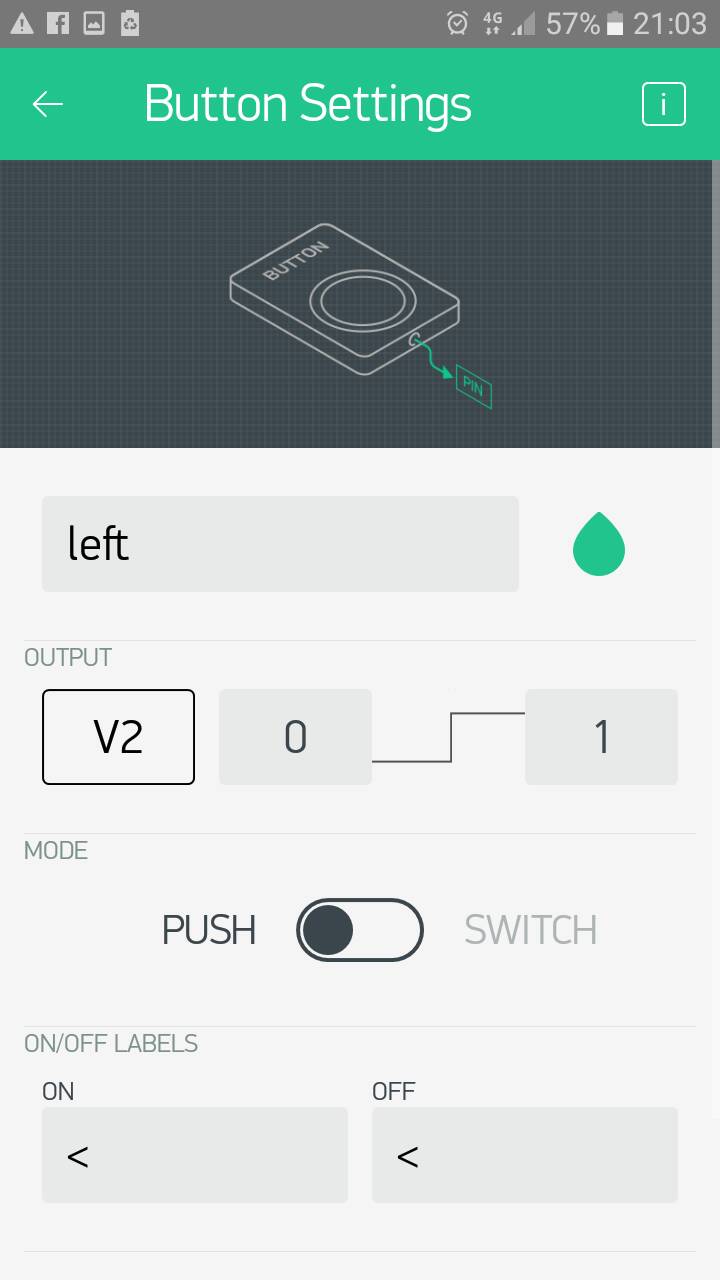 4G 57% 21:03
Button Settings i
BUTTON
PIN
left
OUTPUT
V2 0 1
MODE
PUSH SWITCH
ON/OFF LABELS
ON OFF
< <